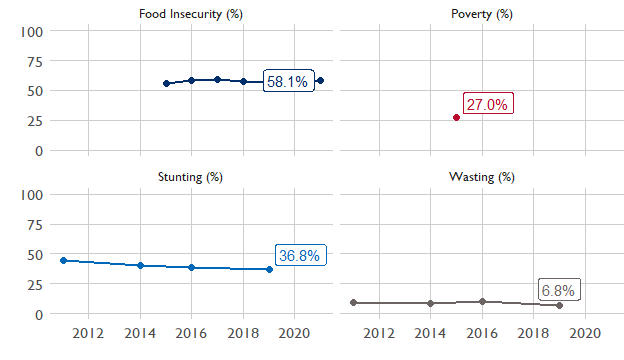 Food Insecurity (%)
Poverty (%)
100
75
50
25
0
58.1%
27.0%
Stunting (%)
Wasting (%)
100
75
50
25
0
36.8%
6.8%
2012 2014 2016 2018 2020
2012 2014 2016 2018 2020